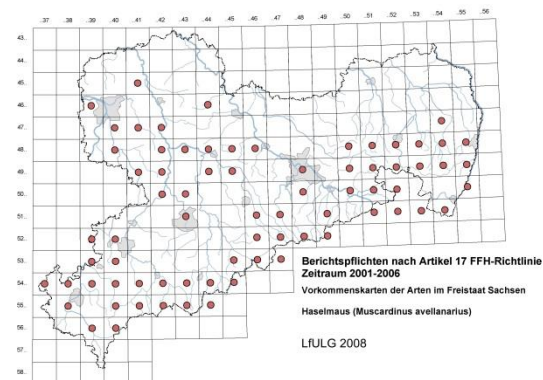 .37 .38 .39 .40 .41 .42 .43 .44 .45 .46 .47 .48 .49 .50 .51 .52 .53 .54 .55 .56
43.
44.
45.
46.
47.
48.
49.
50.
51.
52.
53.
54.
55.
56.
57.
58.
Berichtspflichten nach Artikel 17 FFH-Richtlinie
Zeitraum 2001-2006
Vorkommenskarten der Arten im Freistaat Sachsen
Haselmaus (Muscardinus avellanarius)
LfULG 2008